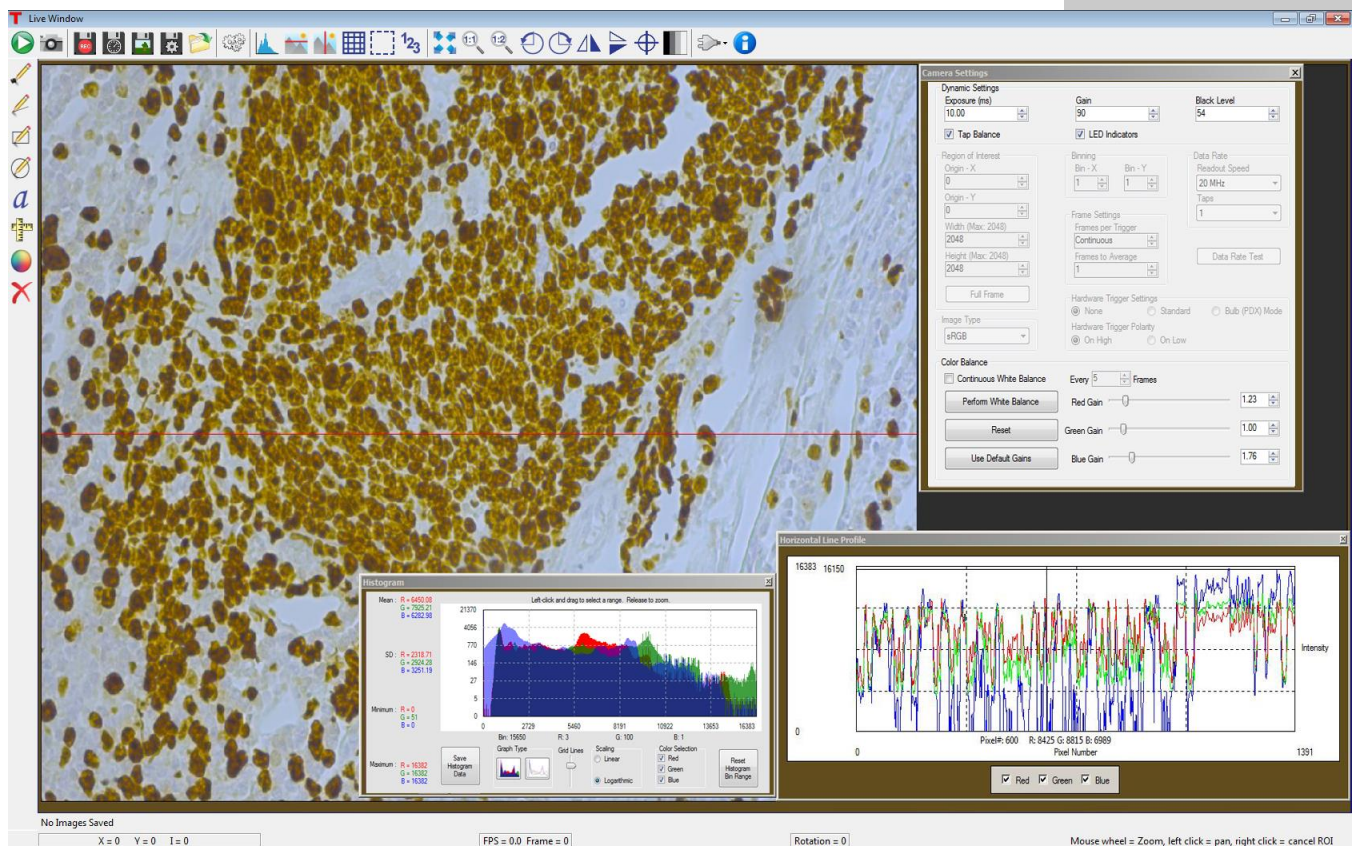 T Live Window
REC
1:1 1:2
123
a
Camera Settings
Dynamic Settings
Exposure (ms) Gain Black Level
10.00 90 54
Tap Balance LED Indicators
Region of Interest Binning Data Rate
Origin - X Bin - X Bin - Y Readout Speed
0 1 1 20 MHz
Origin - Y Taps
0 Frame Settings 1
Width (Max: 2048) Frames per Trigger
2048 Continuous
Height (Max: 2048) Frames to Average Data Rate Test
2048 1
Full Frame Hardware Trigger Settings
None Standard Bulb (PDX) Mode
Image Type Hardware Trigger Polarity
sRGB On High On Low
Color Balance
Continuous White Balance Every 5 Frames
Perform White Balance Red Gain 1.23
Reset Green Gain 1.00
Use Default Gains Blue Gain 1.76
Horizontal Line Profile
16383 16150
Intensity
0
Pixel#: 600 R: 8425 G: 8815 B: 6989
0 Pixel Number 1391
Red Green Blue
Histogram
Left-click and drag to select a range. Release to zoom.
Mean : R = 6450.08
G = 7925.21
B = 6282.98
SD : R = 2318.71
G = 2924.28
B = 3251.19
Minimum : R = 0
G = 51
B = 0
Maximum : R = 16382
G = 16382
B = 16382
21370
4056
770
146
27
5
0
0 2729 5460 8191 10922 13653 16383
Bin: 15650 R: 3 G: 100 B: 1
Save Histogram Data
Graph Type Grid Lines Scaling Color Selection
Linear Red
Green
Logarithmic Blue
Reset Histogram Bin Range
No Images Saved
X = 0 Y = 0 I = 0 FPS = 0.0 Frame = 0 Rotation = 0 Mouse wheel = Zoom, left click = pan, right click = cancel ROI